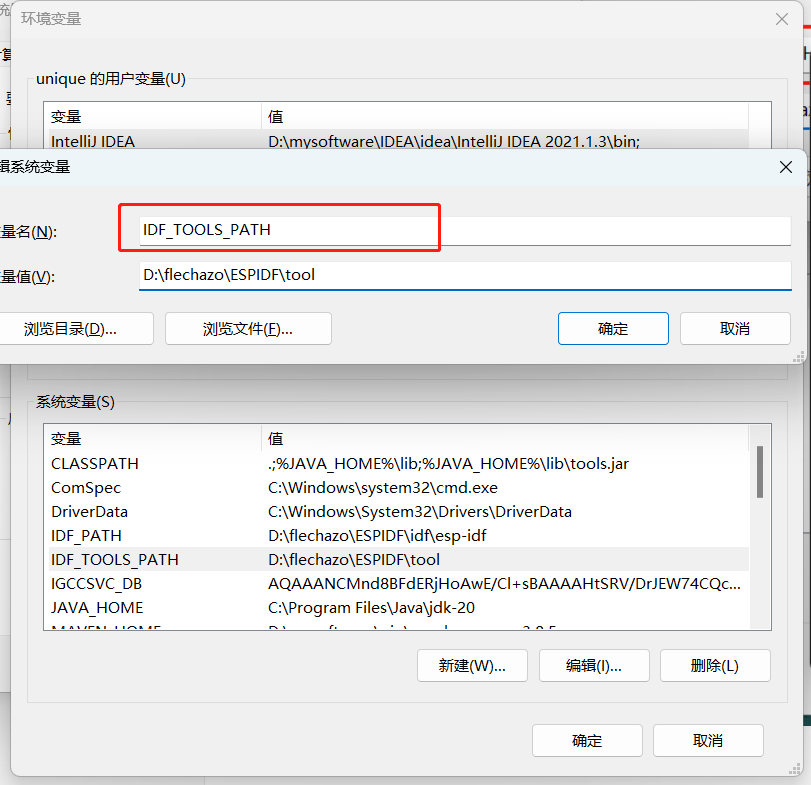 环境变量
unique 的用户变量(U)
变量 值
IntelliJ IDEA D:\mysoftware\IDEA\idea\IntelliJ IDEA 2021.1.3\bin;
辑系统变量
量名(N):
IDF_TOOLS_PATH
量值(V):
D:\flechazo\ESPIDF\tool
浏览目录(D)... 浏览文件(F)... 确定 取消
系统变量(S)
变量 值
CLASSPATH .;%JAVA_HOME%\lib;%JAVA_HOME%\lib\tools.jar
ComSpec C:\Windows\system32\cmd.exe
DriverData C:\Windows\System32\Drivers\DriverData
IDF_PATH D:\flechazo\ESPIDF\idf\esp-idf
IDF_TOOLS_PATH D:\flechazo\ESPIDF\tool
IGCCSVC_DB AQAAANCMnd8BFdERjHoAwE/Cl+sBAAAAHtSRV/DrJEW74CQc...
JAVA_HOME C:\Program Files\Java\jdk-20
MAVEN_HOME
新建(W)... 编辑(I)... 删除(L)
确定 取消